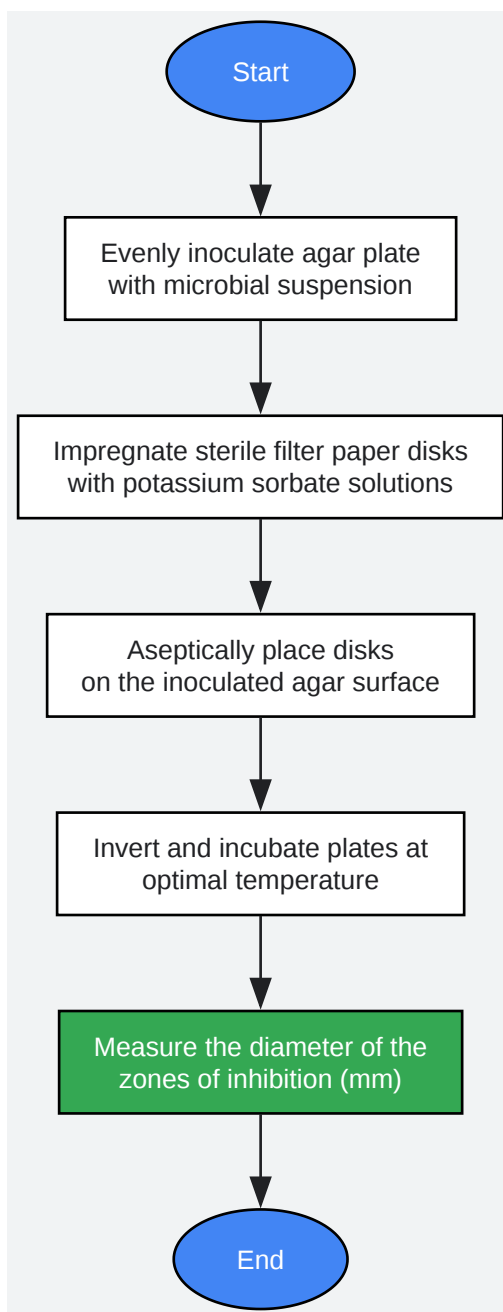 Start
Evenly inoculate agar plate
with microbial suspension
Impregnate sterile filter paper disks
with potassium sorbate solutions
Aseptically place disks
on the inoculated agar surface
Invert and incubate plates at
optimal temperature
Measure the diameter of the
zones of inhibition (mm)
End